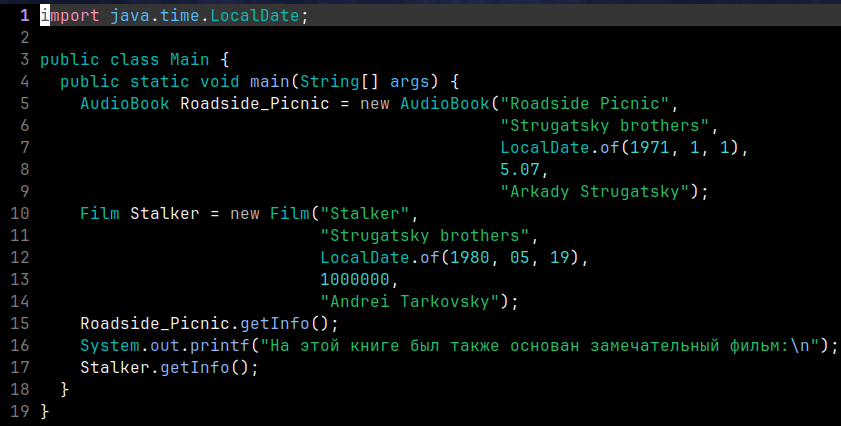 1 import java.time.LocalDate;
2
3 public class Main {
4   public static void main(String[] args) {
5     AudioBook Roadside_Picnic = new AudioBook("Roadside Picnic",
6                                               "Strugatsky brothers",
7                                               LocalDate.of(1971, 1, 1),
8                                               5.07,
9                                               "Arkady Strugatsky");
10     Film Stalker = new Film("Stalker",
11                             "Strugatsky brothers",
12                             LocalDate.of(1980, 05, 19),
13                             1000000,
14                             "Andrei Tarkovsky");
15     Roadside_Picnic.getInfo();
16     System.out.printf("На этой книге был также основан замечательный фильм:\n");
17     Stalker.getInfo();
18   }
19 }